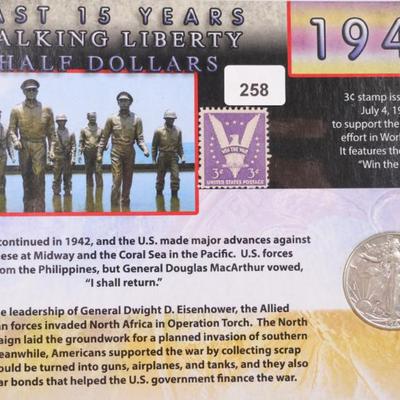 AST 15 YEARS
ALKING LIBERTY
HALF DOLLARS
194
258
3¢ stamp iss
July 4, 19
to support the
effort in World
It features the
"Win the
WIN THE WAR
3¢ 3¢
UNITED STATES POSTAGE
continued in 1942, and the U.S. made major advances against
ese at Midway and the Coral Sea in the Pacific. U.S. forces
om the Philippines, but General Douglas MacArthur vowed,
"I shall return."
e leadership of General Dwight D. Eisenhower, the Allied
an forces invaded North Africa in Operation Torch. The North
aign laid the groundwork for a planned invasion of southern
eanwhile, Americans supported the war by collecting scrap
ould be turned into guns, airplanes, and tanks, and they also
ar bonds that helped the U.S. government finance the war.